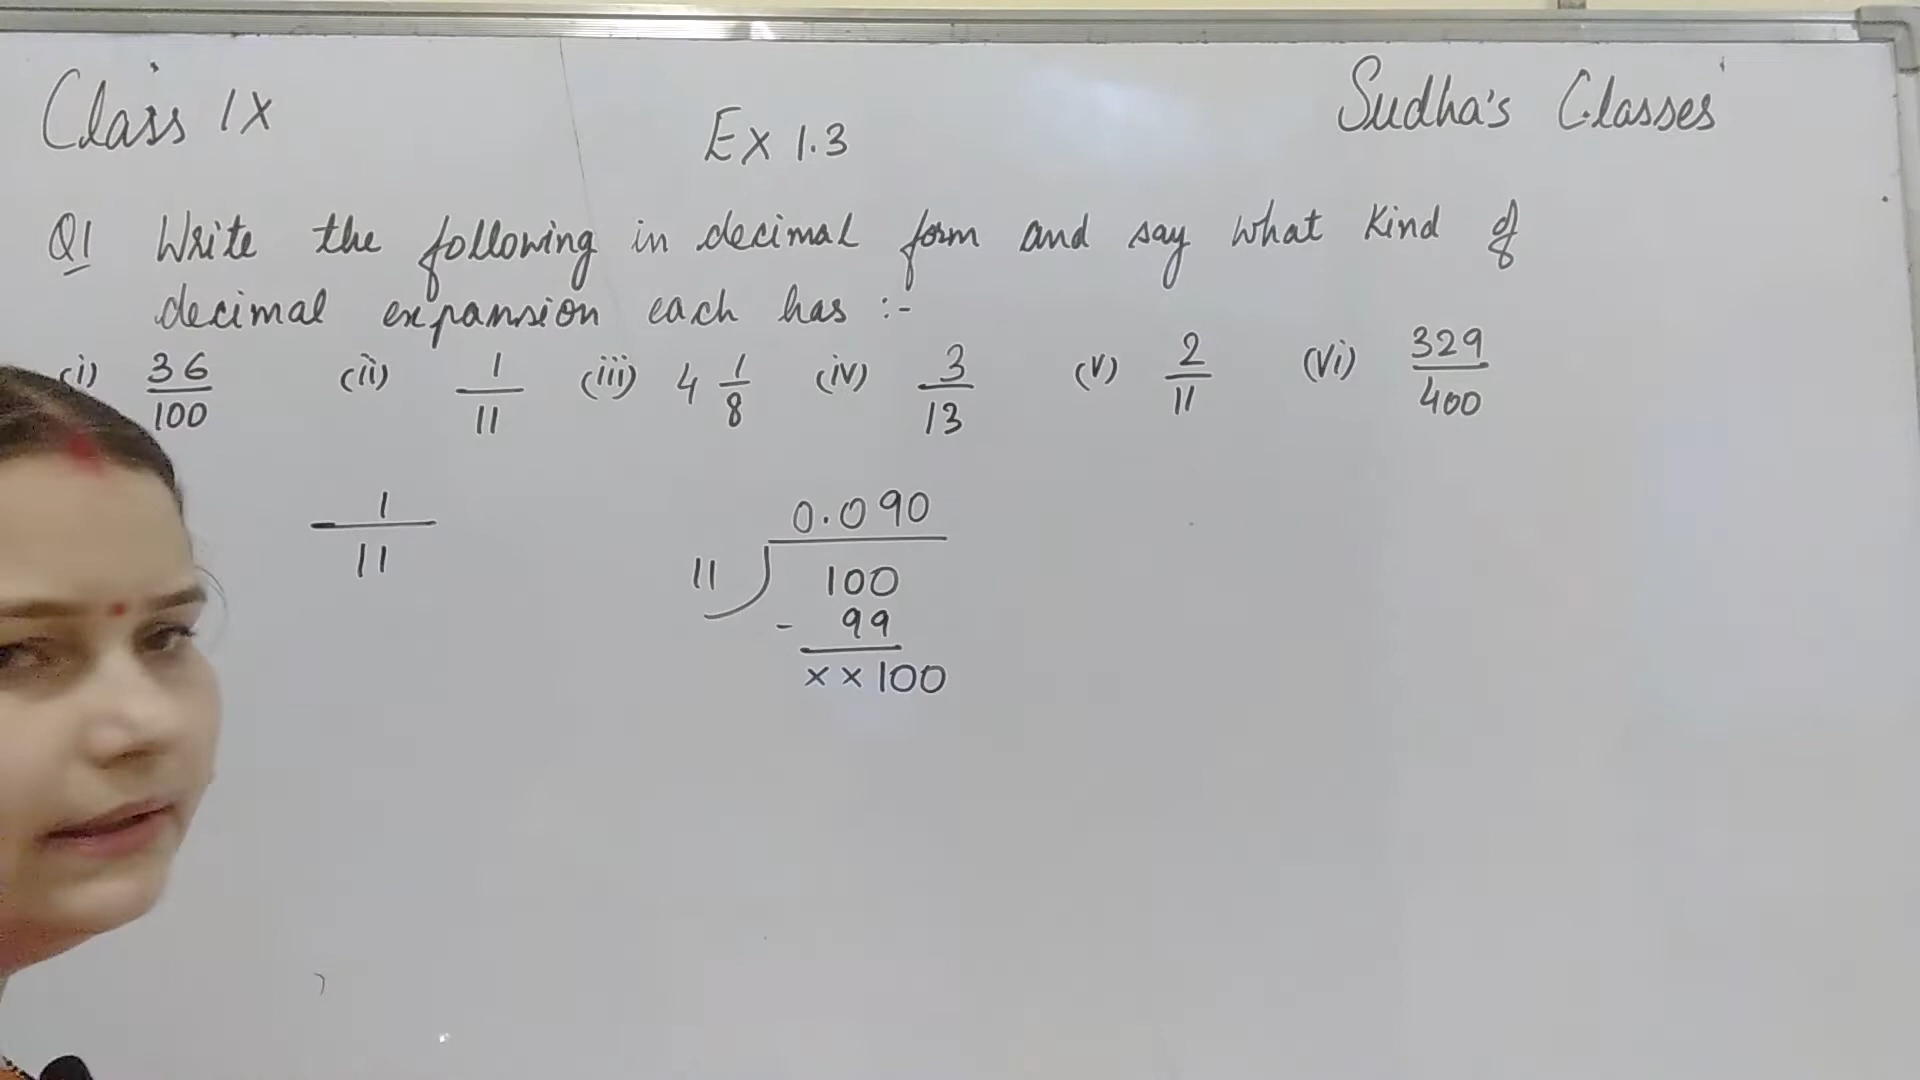 Class IX
Ex 1.3
Sudha's Classes
Q1 Write the following in decimal form and say what kind of
decimal expansion each has :-
(i) 36/100 (ii) 1/11 (iii) 4 1/8 (iv) 3/13 (v) 2/11 (vi) 329/400
1/11
0.090
11 ) 100
- 99
x x 100